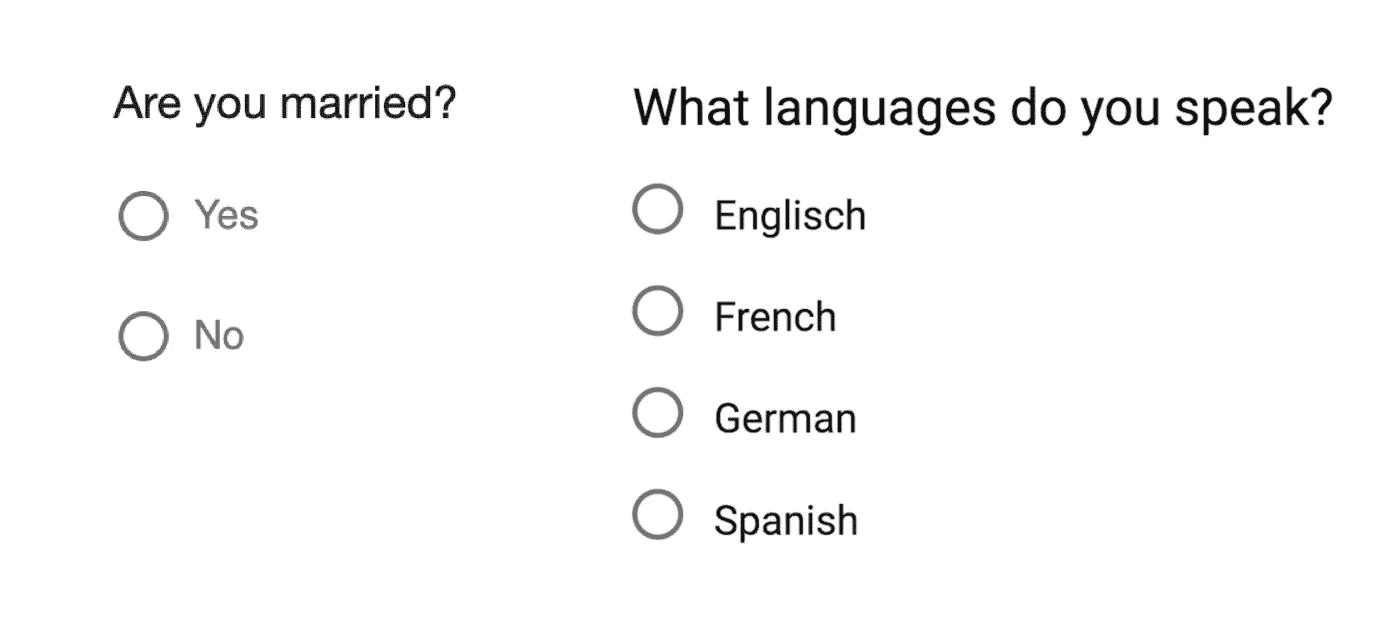 Are you married?
Yes
No
What languages do you speak?
Englisch
French
German
Spanish